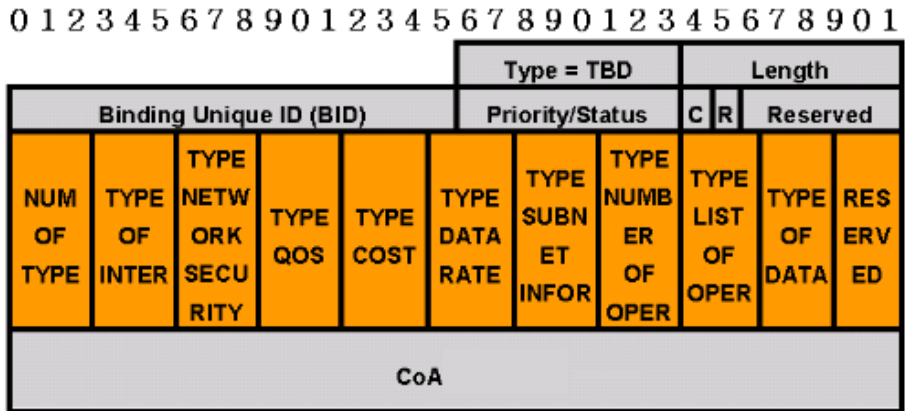 0 1 2 3 4 5 6 7 8 9 0 1 2 3 4 5 6 7 8 9 0 1 2 3 4 5 6 7 8 9 0 1
Type = TBD Length
Binding Unique ID (BID) Priority/Status C R Reserved
NUM
OF
TYPE
TYPE
OF
INTER
TYPE
NETW
ORK
SECU
RITY
TYPE
QOS
TYPE
COST
TYPE
DATA
RATE
TYPE
SUBN
ET
INFOR
TYPE
NUMB
ER
OF
OPER
TYPE
LIST
OF
OPER
TYPE
OF
DATA
RES
ERV
ED
CoA